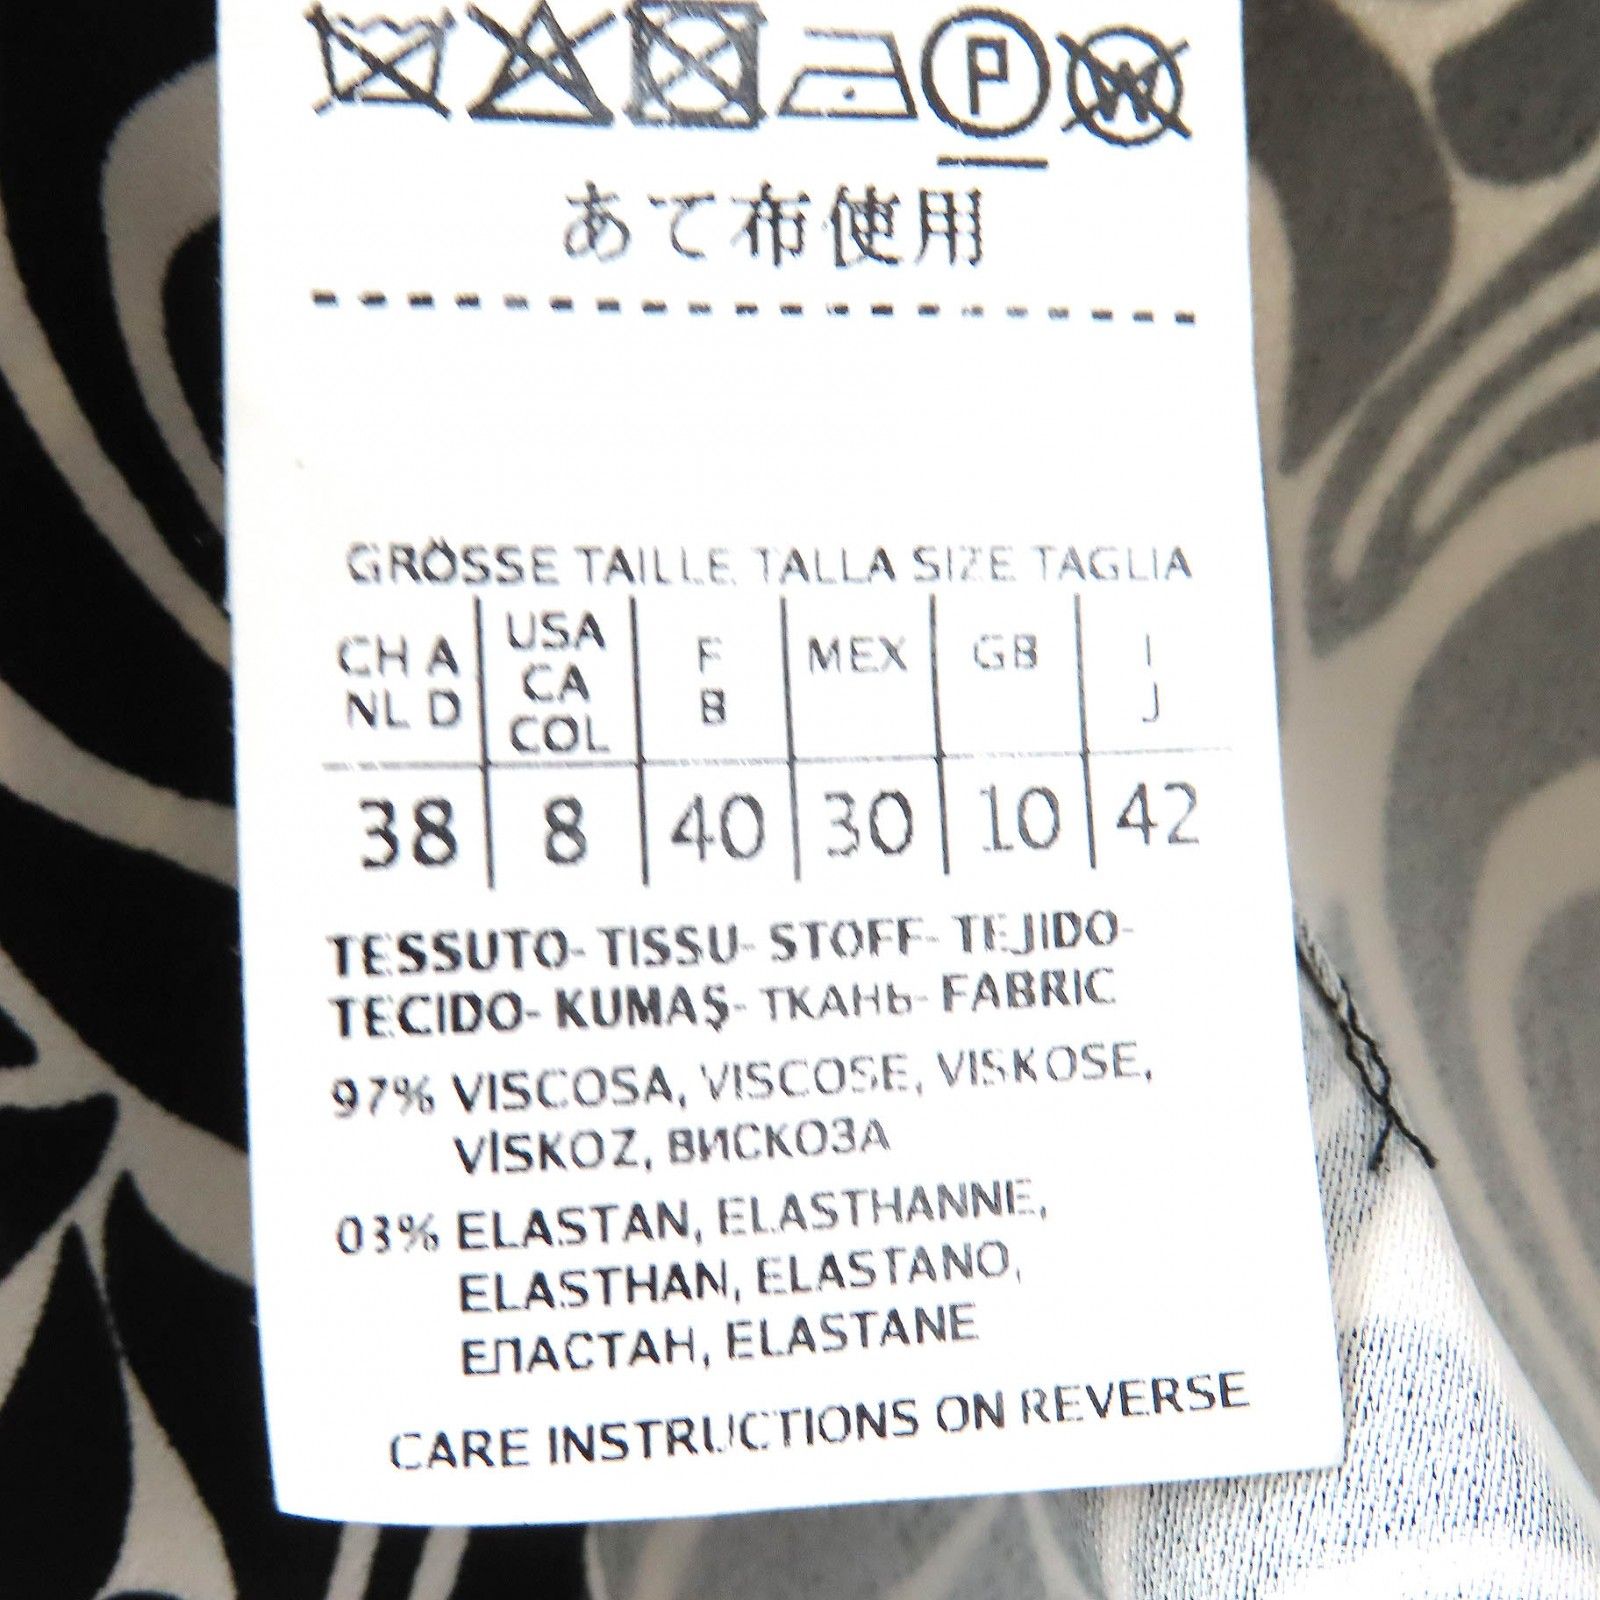 P W
あて布使用
GRÖSSE TAILLE TALLA SIZE TAGLIA
CH A NL D USA CA COL F B MEX GB I J
38 8 40 30 10 42
TESSUTO- TISSU- STOFF- TEJIDO-
TECIDO- KUMAŞ- ТКАНЬ- FABRIC
97% VISCOSA, VISCOSE, VISKOSE,
VİSKOZ, ВИСКОЗА
03% ELASTAN, ELASTHANNE,
ELASTHAN, ELASTANO,
ЕПАСТАН, ELASTANE
CARE INSTRUCTIONS ON REVERSE